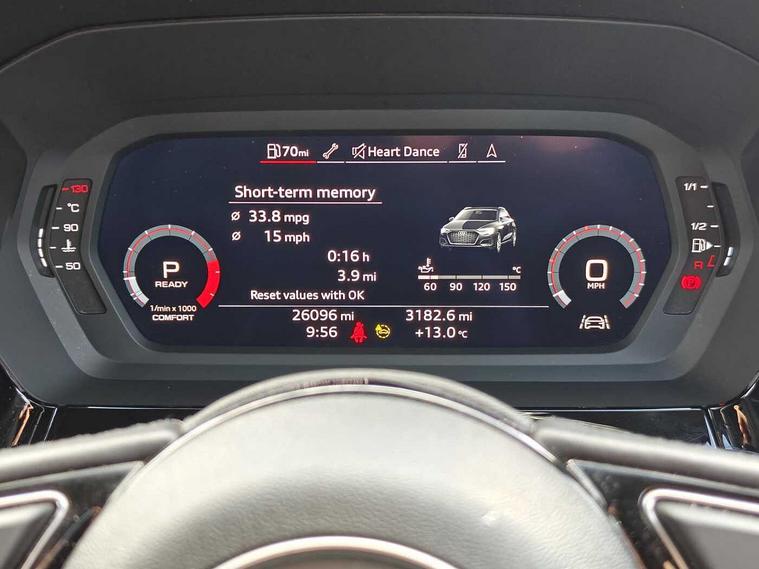 70mi Heart Dance
Short-term memory
Ø 33.8 mpg
Ø 15 mph
0:16 h
3.9 mi
Reset values with OK
26096 mi 3182.6 mi
9:56 +13.0 °C
°C
60 90 120 150
130
°C
90
50
P
READY
1/min x 1000
COMFORT
0
MPH
1/1
1/2
R